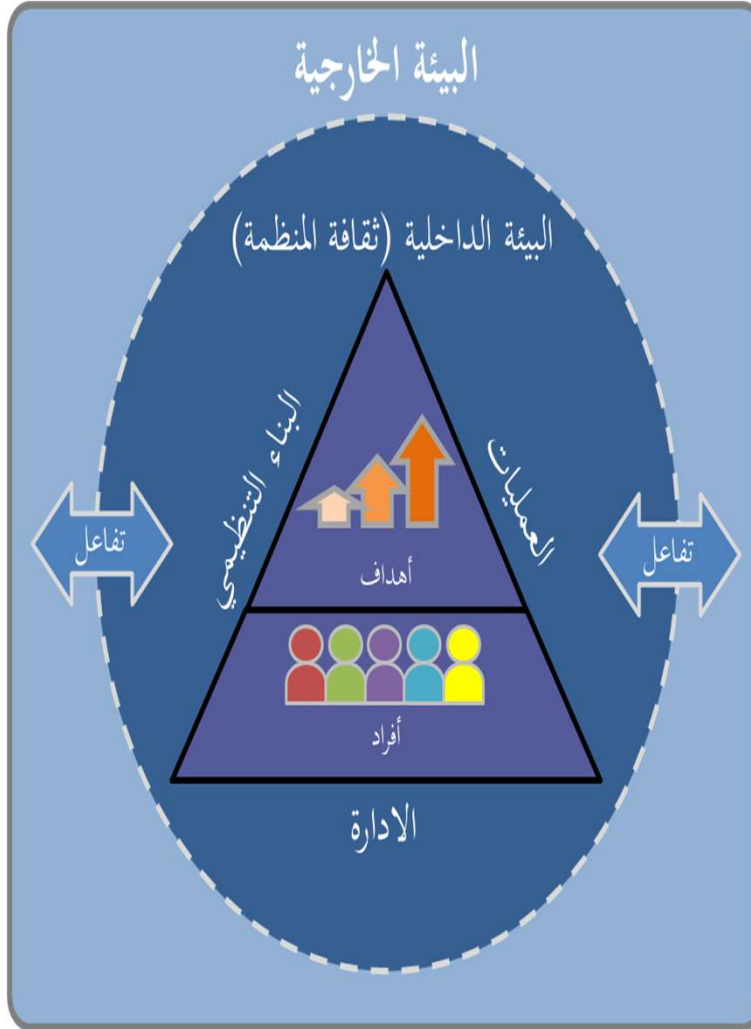 البيئة الخارجية
البيئة الداخلية (ثقافة المنظمة)
العمليات
البناء التنظيمي
تفاعل
تفاعل
أهداف
أفراد
الادارة